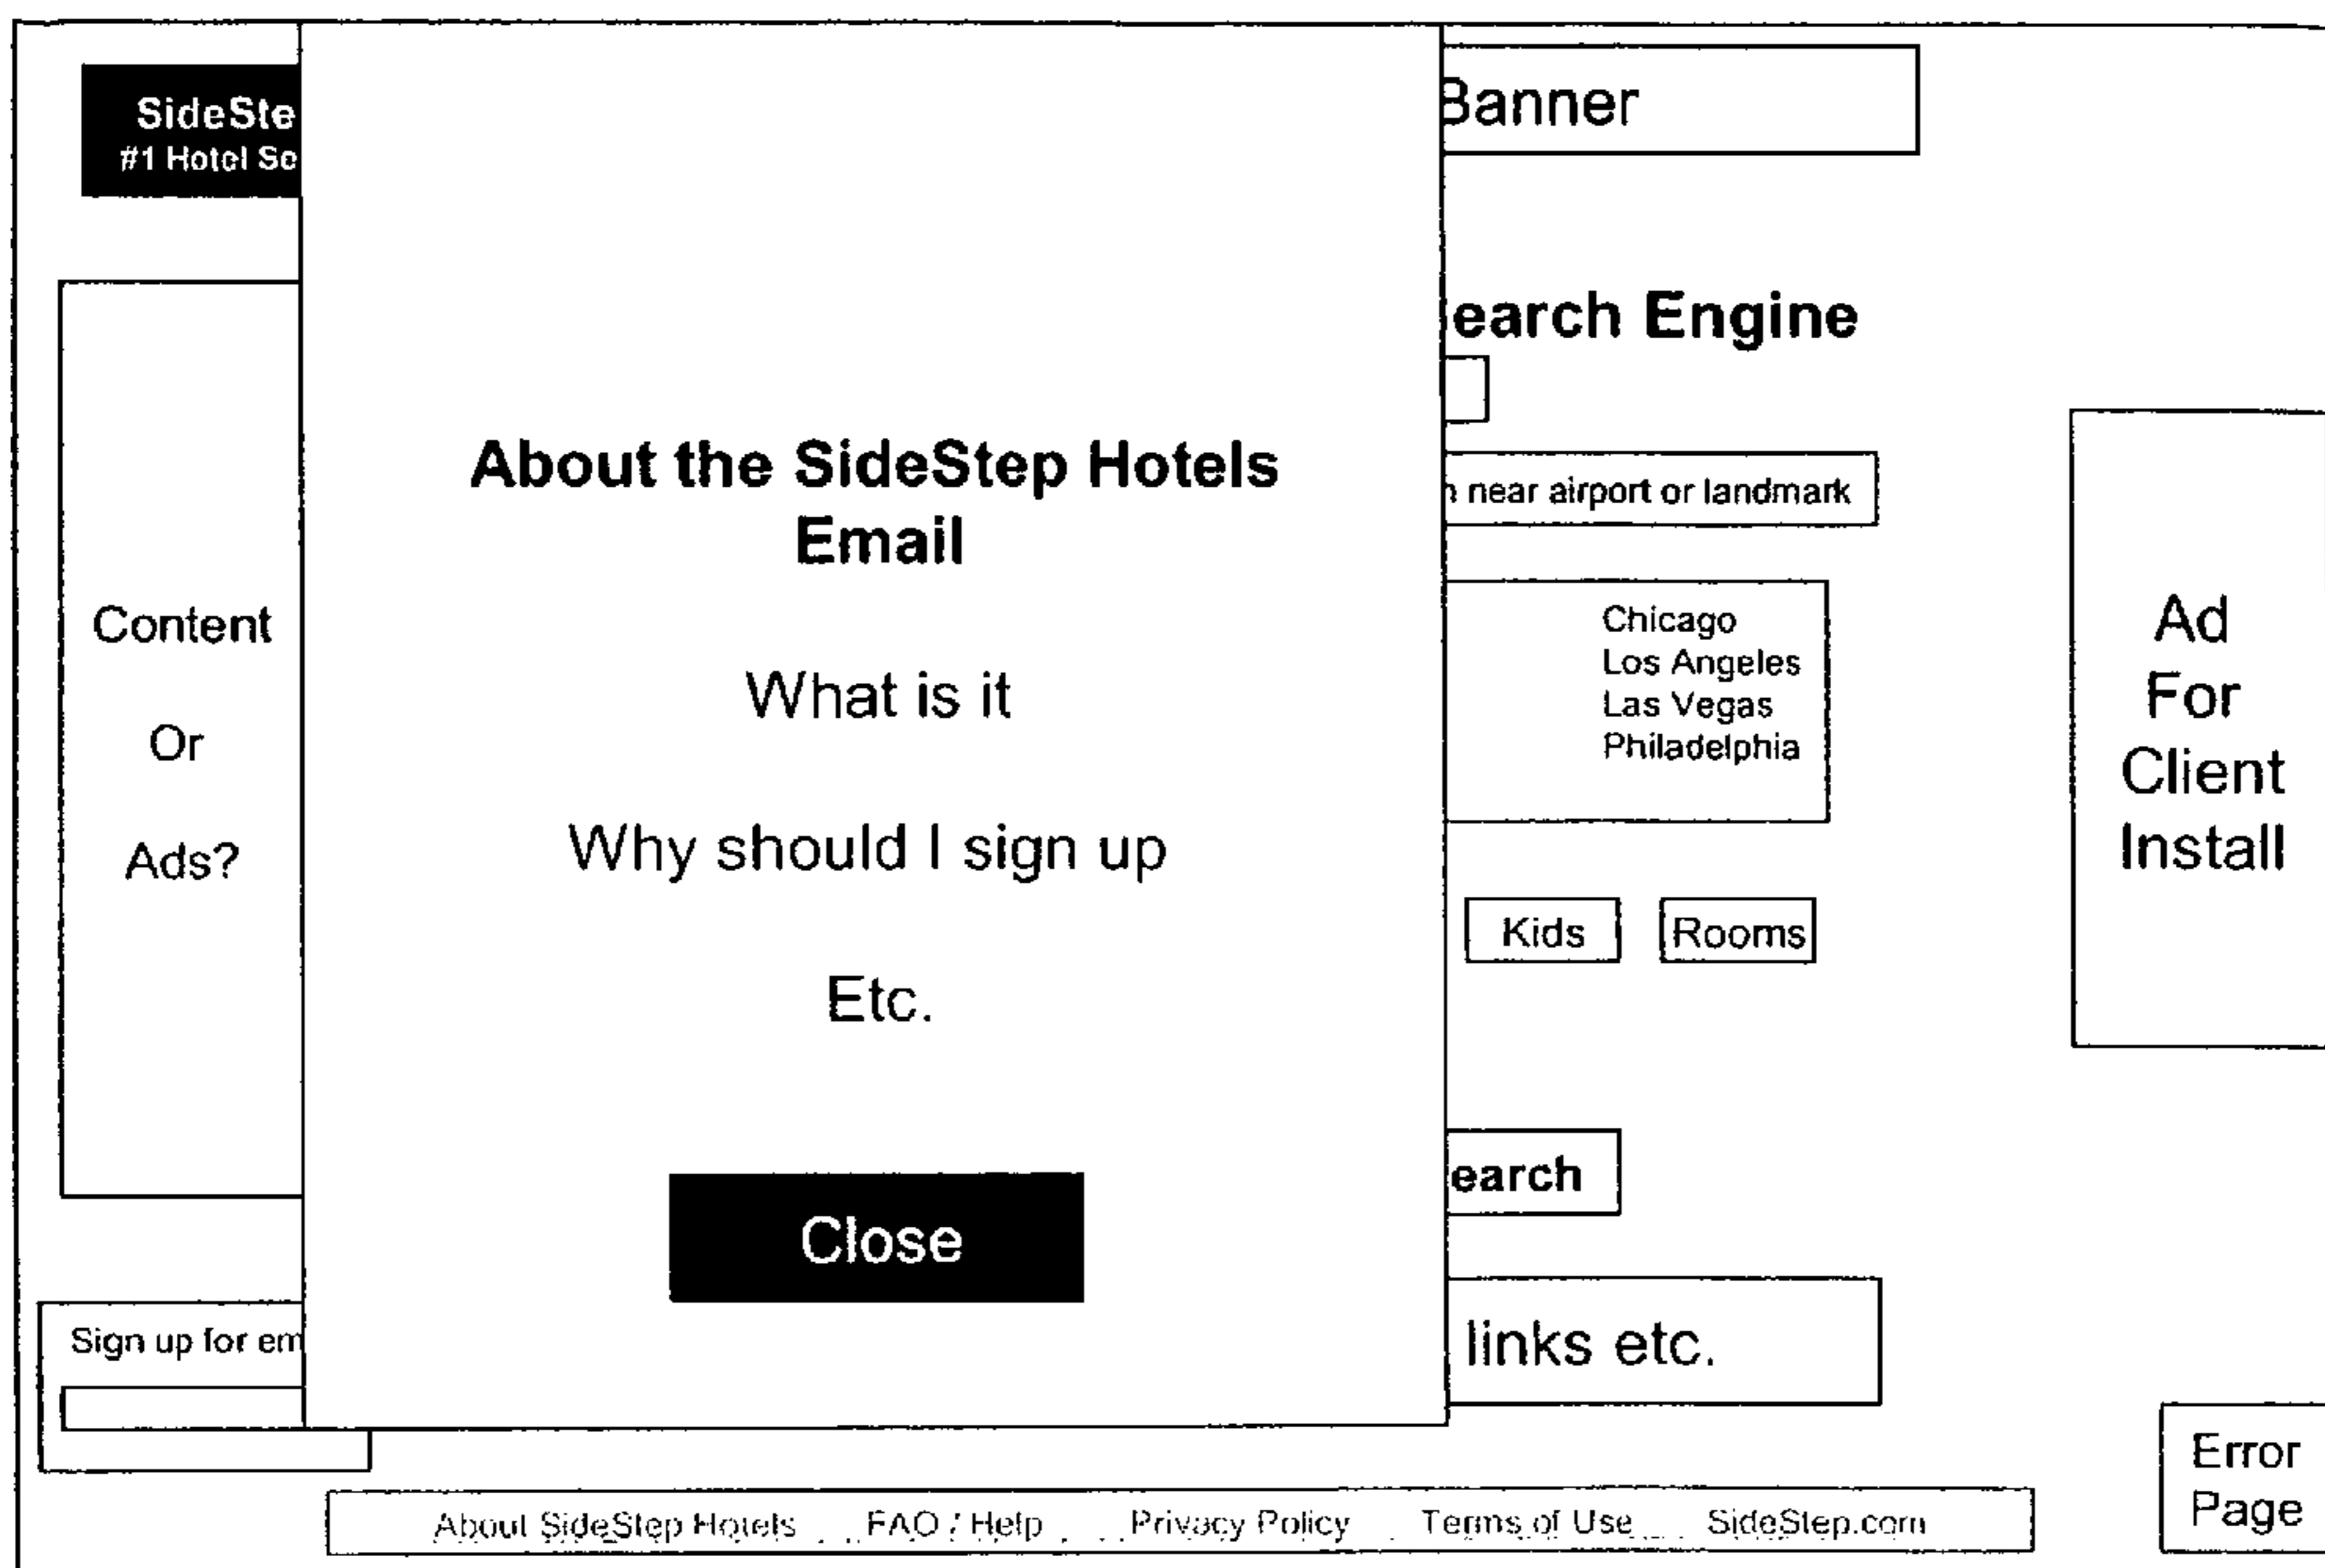 SideSte
#1 Hotel Se
Banner
earch Engine
near airport or landmark
About the SideStep Hotels
Email
What is it
Why should I sign up
Etc.
Close
Content
Or
Ads?
Chicago
Los Angeles
Las Vegas
Philadelphia
Kids
Rooms
Ad
For
Client
Install
earch
links etc.
Sign up for em
Error
Page
About SideStep Hotels
FAQ / Help
Privacy Policy
Terms of Use
SideStep.com